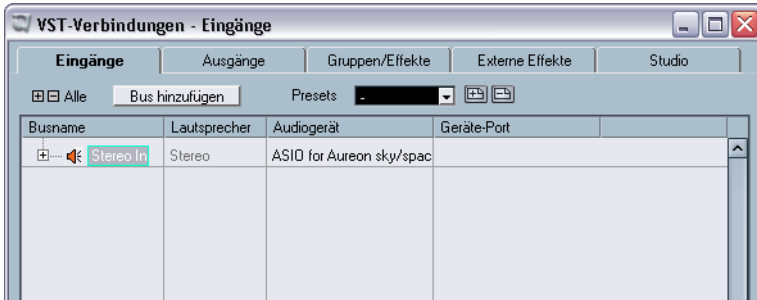 VST-Verbindungen - Eingänge
Eingänge Ausgänge Gruppen/Effekte Externe Effekte Studio
Alle Bus hinzufügen Presets -
Busname Lautsprecher Audiogerät Geräte-Port
Stereo In Stereo ASIO for Aureon sky/spac